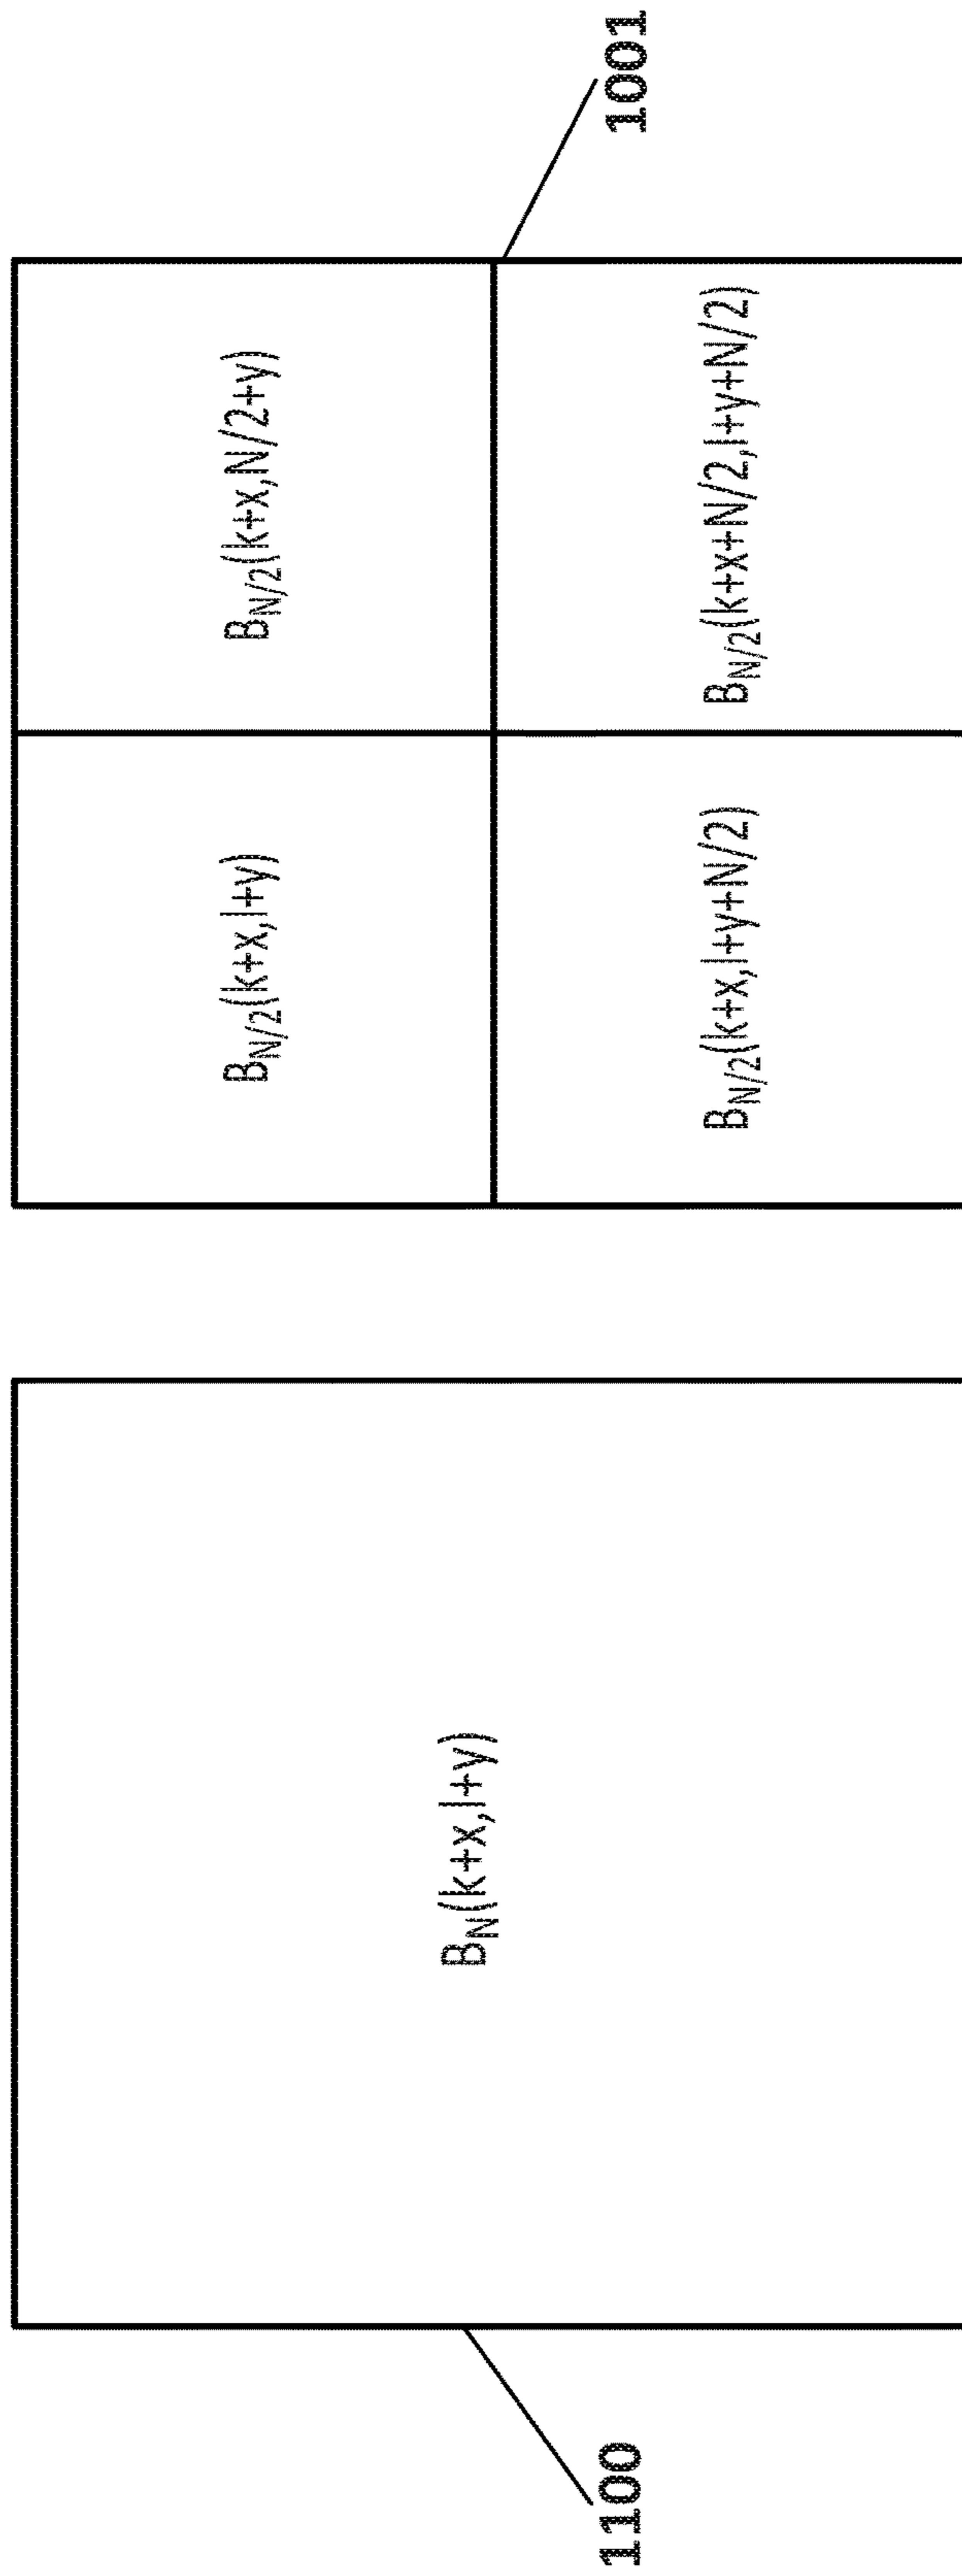 1100
B_N(k+x,l+y)
B_{N/2}(k+x,l+y)
B_{N/2}(k+x,N/2+y)
B_{N/2}(k+x,l+y+N/2)
B_{N/2}(k+x+N/2,l+y+N/2)
1001